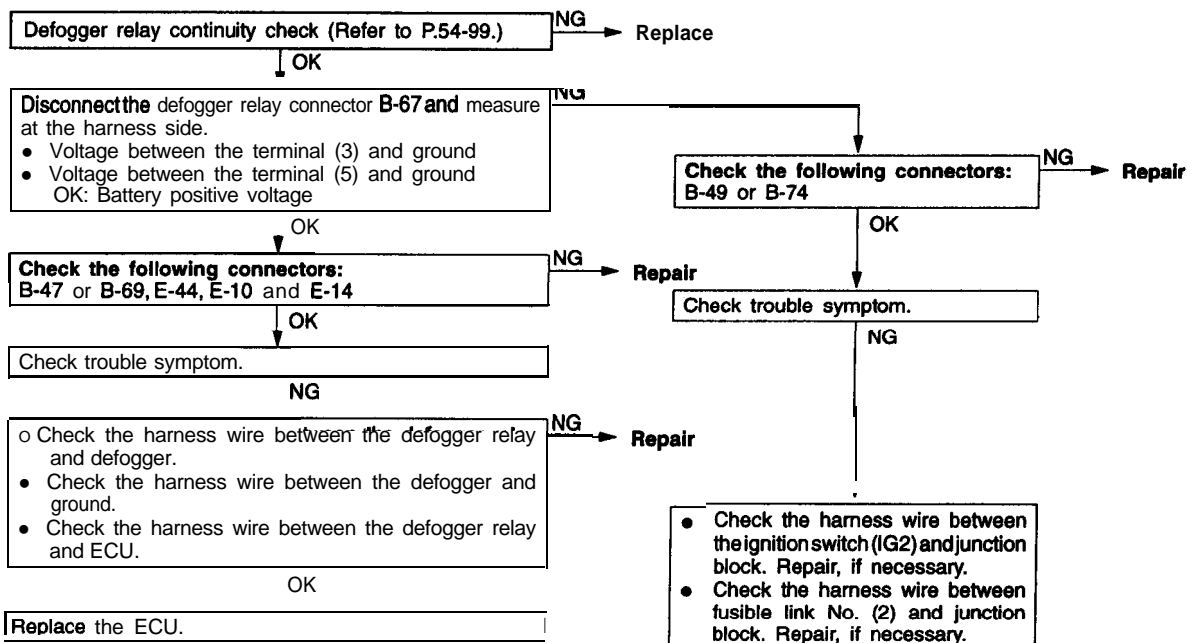 Defogger relay continuity check (Refer to P.54-99.)
NG
Replace
OK
Disconnect the defogger relay connector B-67 and measure
at the harness side.
• Voltage between the terminal (3) and ground
• Voltage between the terminal (5) and ground
OK: Battery positive voltage
NG
Check the following connectors:
B-49 or B-74
NG
Repair
OK
Check trouble symptom.
NG
• Check the harness wire between
the ignition switch (IG2) and junction
block. Repair, if necessary.
• Check the harness wire between
fusible link No. (2) and junction
block. Repair, if necessary.
OK
Check the following connectors:
B-47 or B-69, E-44, E-10 and E-14
NG
Repair
OK
Check trouble symptom.
NG
o Check the harness wire between the defogger relay
and defogger.
• Check the harness wire between the defogger and
ground.
• Check the harness wire between the defogger relay
and ECU.
NG
Repair
OK
Replace the ECU.